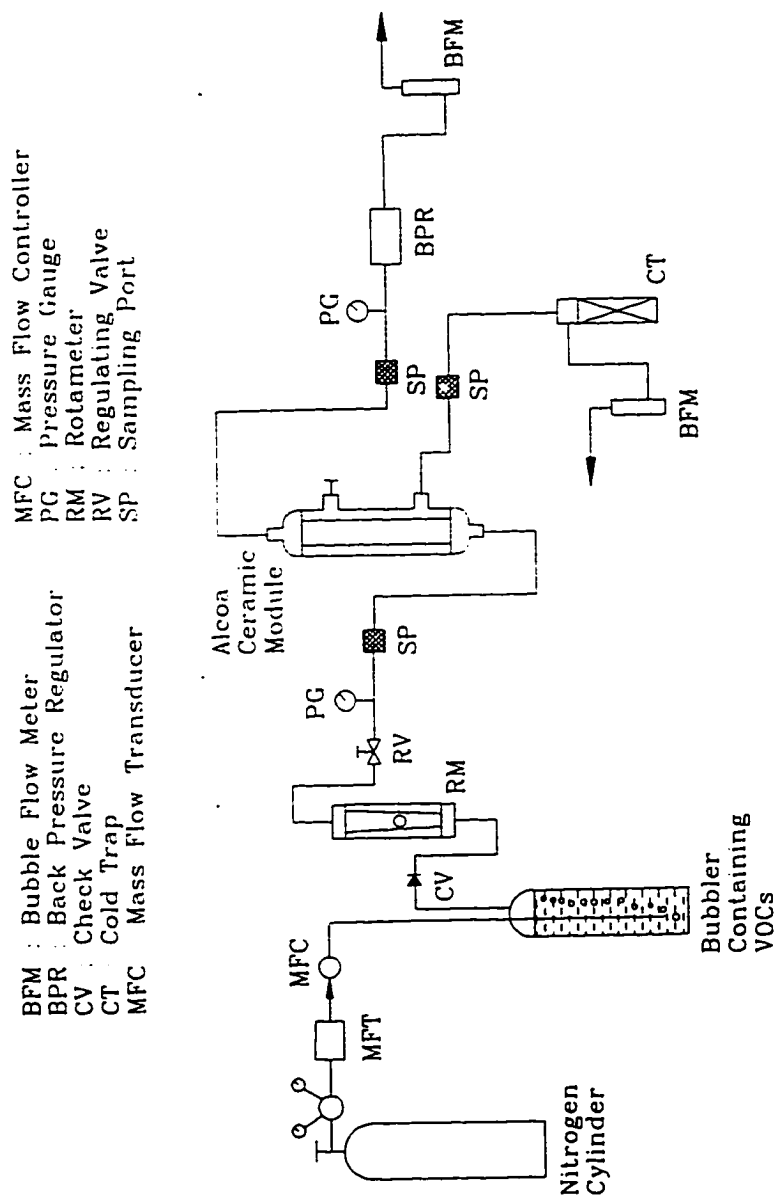 BFM : Bubble Flow Meter
BPR : Back Pressure Regulator
CV : Check Valve
CT : Cold Trap
MFC Mass Flow Transducer
MFC : Mass Flow Controller
PG : Pressure Gauge
RM : Rotameter
RV : Regulating Valve
SP : Sampling Port
Nitrogen
Cylinder
MFT
MFC
Bubbler
Containing
VOCs
CV
RM
RV
PG
SP
Alcoa
Ceramic
Module
SP
SP
PG
BPR
BFM
CT
BFM